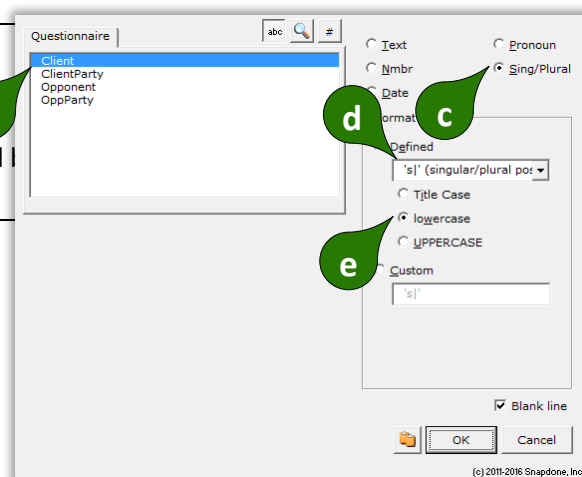 Questionnaire
abc
#
Text
Pronoun
Client
Nmbr
Sing/Plural
ClientParty
Opponent
Date
OppParty
c
d
Defined
's|' (singular/plural pos
Title Case
lowercase
e
UPPERCASE
Custom
's|'
Blank line
OK
Cancel
(c) 2011-2016 Snapdone, Inc